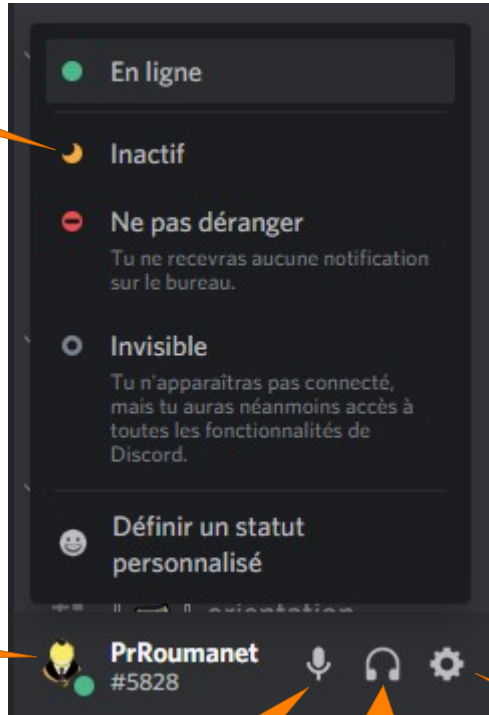 En ligne
Inactif
Ne pas déranger
Tu ne recevras aucune notification
sur le bureau.
Invisible
Tu n'apparaîtras pas connecté,
mais tu auras néanmoins accès à
toutes les fonctionnalités de
Discord.
Définir un statut
personnalisé
orientation
PrRoumanet
#5828